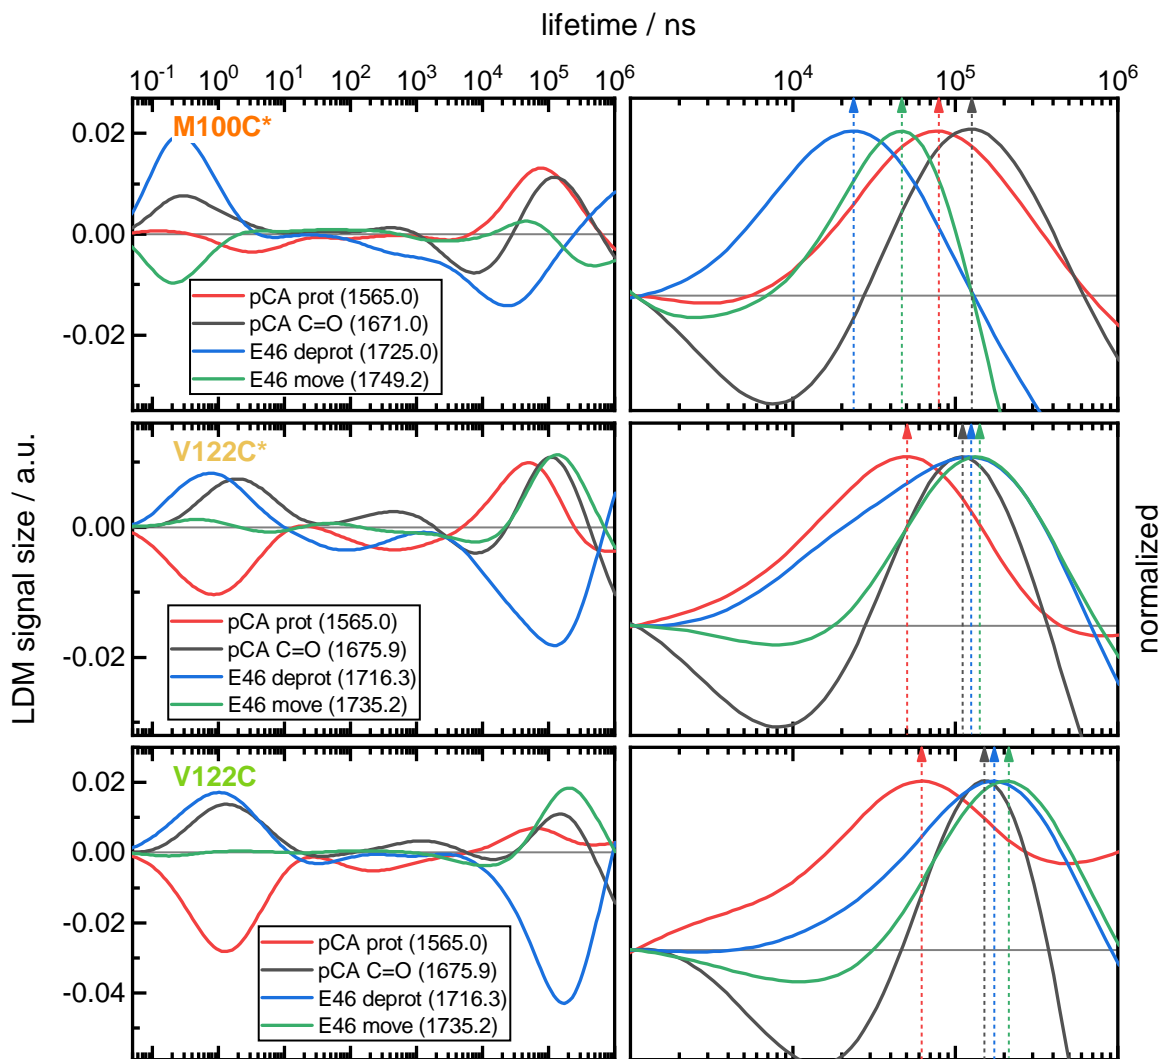 lifetime / ns
10⁻¹ 10⁰ 10¹ 10² 10³ 10⁴ 10⁵ 10⁶
10⁴ 10⁵ 10⁶
LDM signal size / a.u.
normalized
M100C*
0.02
0.00
-0.02
pCA prot (1565.0)
pCA C=O (1671.0)
E46 deprot (1725.0)
E46 move (1749.2)
V122C*
0.00
-0.02
pCA prot (1565.0)
pCA C=O (1675.9)
E46 deprot (1716.3)
E46 move (1735.2)
V122C
0.02
0.00
-0.02
-0.04
pCA prot (1565.0)
pCA C=O (1675.9)
E46 deprot (1716.3)
E46 move (1735.2)